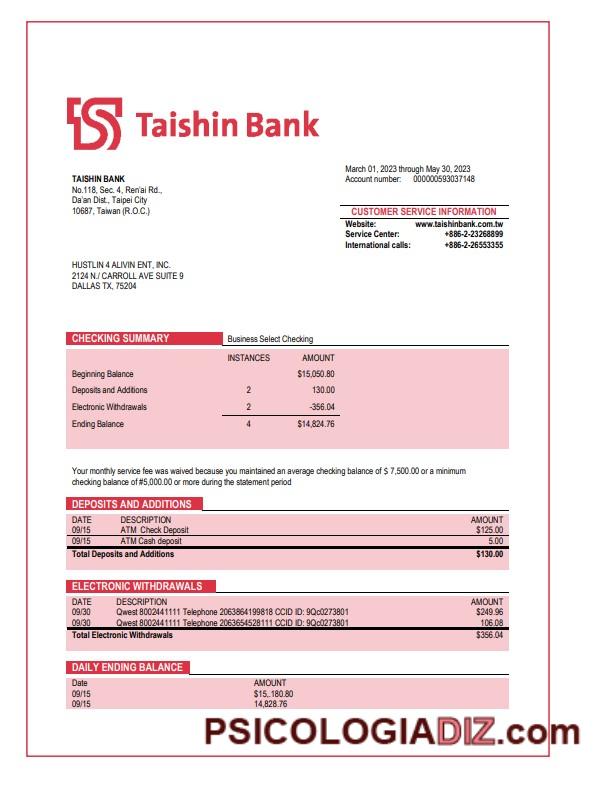 Taishin Bank
March 01, 2023 through May 30, 2023
Account number: 000000593037148
TAISHIN BANK
No.118, Sec. 4, Ren'ai Rd.,
Da'an Dist., Taipei City
10687, Taiwan (R.O.C.)
CUSTOMER SERVICE INFORMATION
Website: www.taishinbank.com.tw
Service Center: +886-2-23268899
International calls: +886-2-26553355
HUSTLIN 4 ALIVIN ENT, INC.
2124 N./ CARROLL AVE SUITE 9
DALLAS TX, 75204
CHECKING SUMMARY Business Select Checking
INSTANCES AMOUNT
Beginning Balance $15,050.80
Deposits and Additions 2 130.00
Electronic Withdrawals 2 -356.04
Ending Balance 4 $14,824.76
Your monthly service fee was waived because you maintained an average checking balance of $ 7,500.00 or a minimum
checking balance of #5,000.00 or more during the statement period
DEPOSITS AND ADDITIONS
DATE DESCRIPTION AMOUNT
09/15 ATM Check Deposit $125.00
09/15 ATM Cash deposit 5.00
Total Deposits and Additions $130.00
ELECTRONIC WITHDRAWALS
DATE DESCRIPTION AMOUNT
09/30 Qwest 8002441111 Telephone 2063864199818 CCID ID: 9Qc0273801 $249.96
09/30 Qwest 8002441111 Telephone 2063654528111 CCID ID: 9Qc0273801 106.08
Total Electronic Withdrawals $356.04
DAILY ENDING BALANCE
Date AMOUNT
09/15 $15,.180.80
09/15 14,828.76
PSICOLOGIADIZ.com